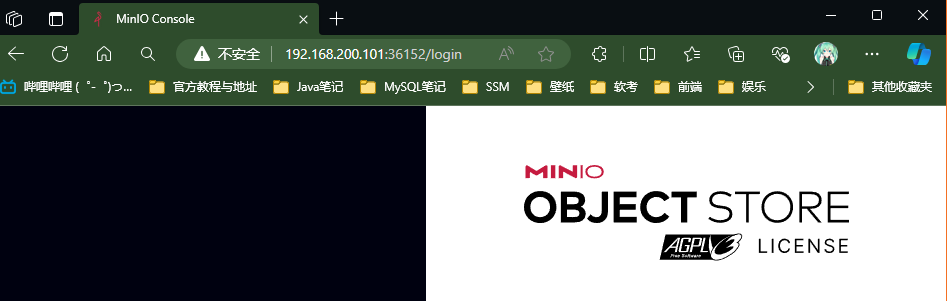 MinIO Console
不安全 192.168.200.101:36152/login
哔哩哔哩 (゜-゜)つ... 官方教程与地址 Java笔记 MySQL笔记 SSM 壁纸 软考 前端 娱乐 其他收藏夹
MINIO
OBJECT STORE
AGPLv3 LICENSE
Free Software